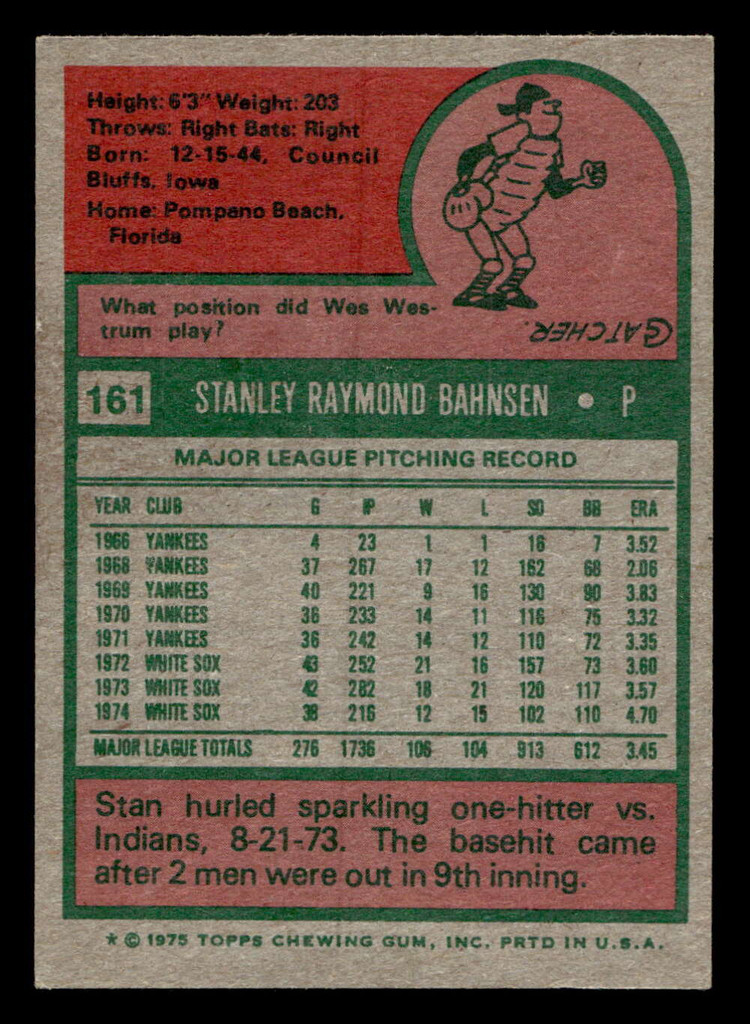 Height: 6'3" Weight: 203
Throws: Right Bats: Right
Born: 12-15-44, Council
Bluffs, Iowa
Home: Pompano Beach,
Florida
What position did Wes Wes-
trum play?
CATCHER.
161 STANLEY RAYMOND BAHNSEN • P
MAJOR LEAGUE PITCHING RECORD
YEAR CLUB G IP W L SO BB ERA
1966 YANKEES 4 23 1 1 16 7 3.52
1968 YANKEES 37 267 17 12 162 68 2.06
1969 YANKEES 40 221 9 16 130 90 3.83
1970 YANKEES 36 233 14 11 116 75 3.32
1971 YANKEES 36 242 14 12 110 72 3.35
1972 WHITE SOX 43 252 21 16 157 73 3.60
1973 WHITE SOX 42 282 18 21 120 117 3.57
1974 WHITE SOX 38 216 12 15 102 110 4.70
MAJOR LEAGUE TOTALS 276 1736 106 104 913 612 3.45
Stan hurled sparkling one-hitter vs.
Indians, 8-21-73. The basehit came
after 2 men were out in 9th inning.
* © 1975 TOPPS CHEWING GUM, INC. PRTD IN U.S.A.